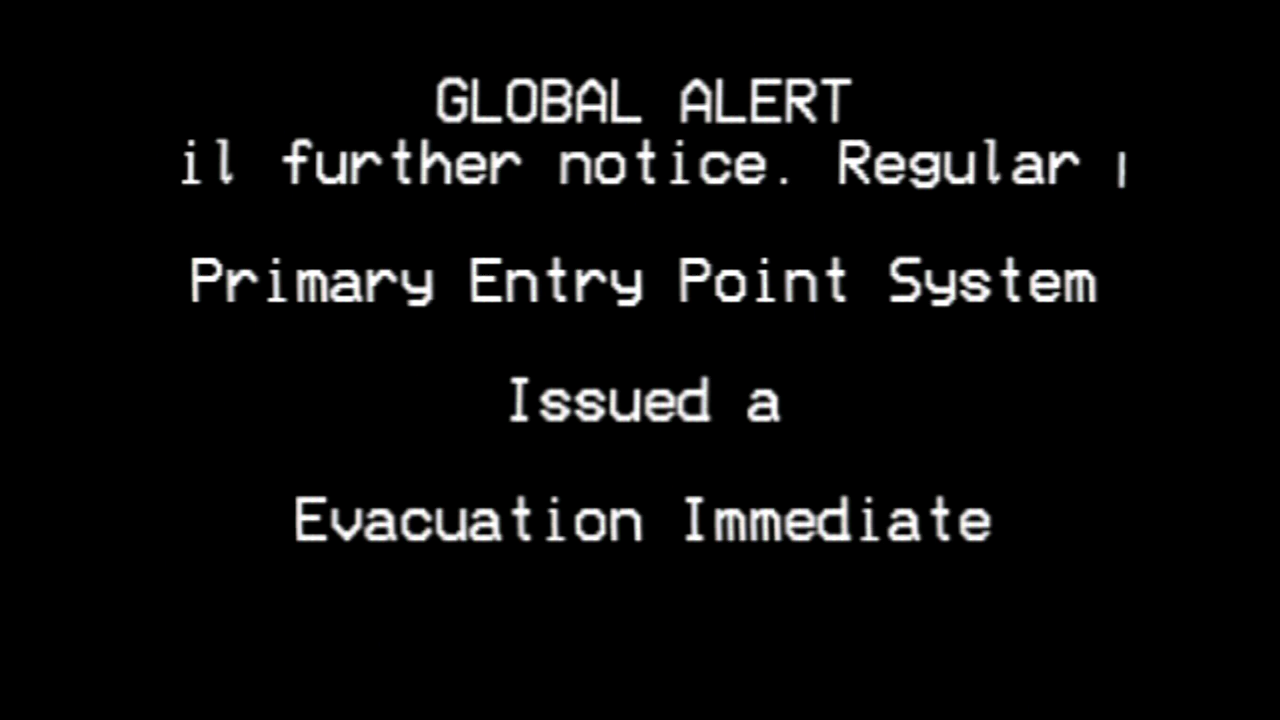 GLOBAL ALERT
il further notice. Regular
Primary Entry Point System
Issued a
Evacuation Immediate